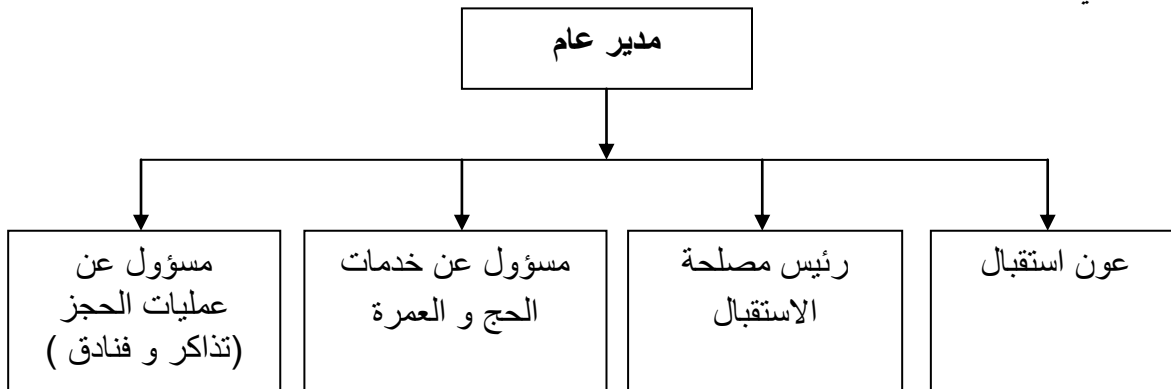 مدير عام
عون استقبال
رئيس مصلحة
الاستقبال
مسؤول عن خدمات
الحج و العمرة
مسؤول عن
عمليات الحجز
(تذاكر و فنادق )